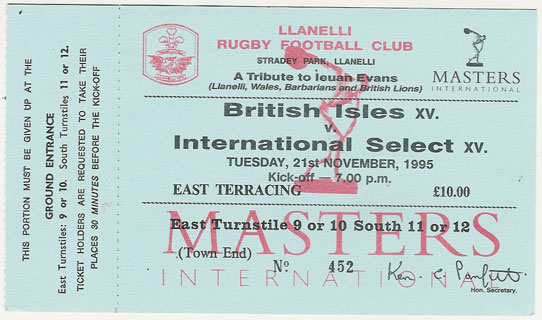 THIS PORTION MUST BE GIVEN UP AT THE
GROUND ENTRANCE
East Turnstiles: 9 or 10. South Turnstiles 11 or 12.
TICKET HOLDERS ARE REQUESTED TO TAKE THEIR
PLACES 30 MINUTES BEFORE THE KICK-OFF
LLANELLI
RUGBY FOOTBALL CLUB
STRADEY PARK, LLANELLI
A Tribute to Ieuan Evans
(Llanelli, Wales, Barbarians and British Lions)
MASTERS
INTERNATIONAL
British Isles XV.
v.
International Select XV.
TUESDAY, 21st NOVEMBER, 1995
Kick-off — 7.00 p.m.
EAST TERRACING £10.00
MASTERS
East Turnstile 9 or 10 South 11 or 12
(Town End)
INTERNATIONAL
Nº 452
Hon. Secretary.